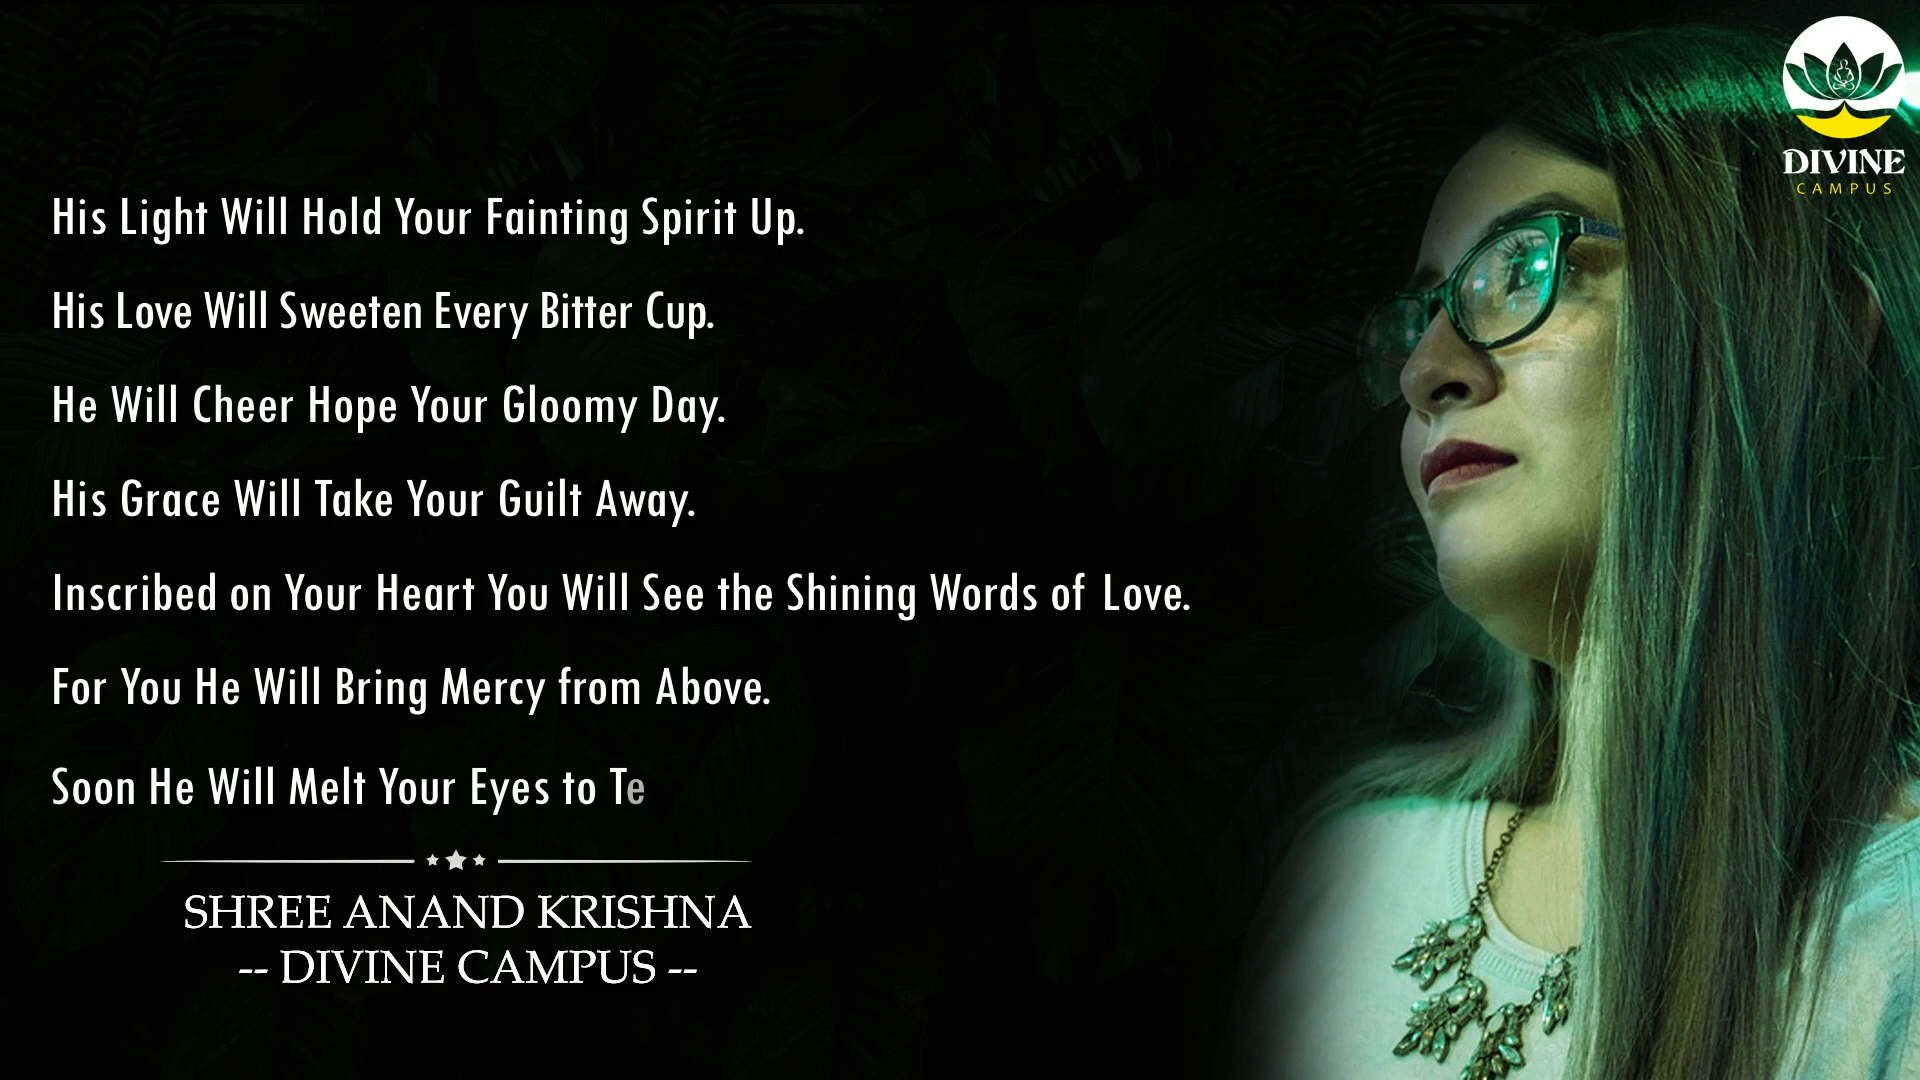 DIVINE
CAMPUS
His Light Will Hold Your Fainting Spirit Up.
His Love Will Sweeten Every Bitter Cup.
He Will Cheer Hope Your Gloomy Day.
His Grace Will Take Your Guilt Away.
Inscribed on Your Heart You Will See the Shining Words of Love.
For You He Will Bring Mercy from Above.
Soon He Will Melt Your Eyes to Te
SHREE ANAND KRISHNA
-- DIVINE CAMPUS --